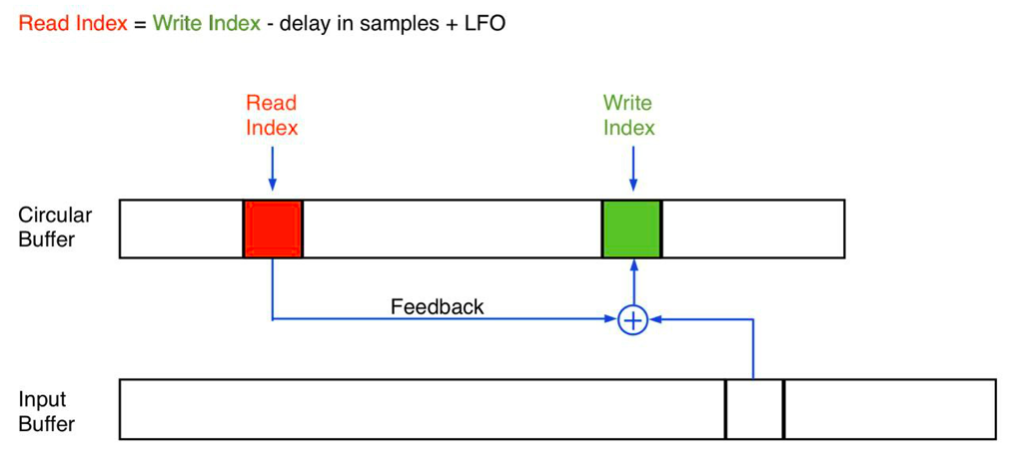 Read Index = Write Index - delay in samples + LFO
Read
Index
Write
Index
Circular
Buffer
Feedback
+
Input
Buffer